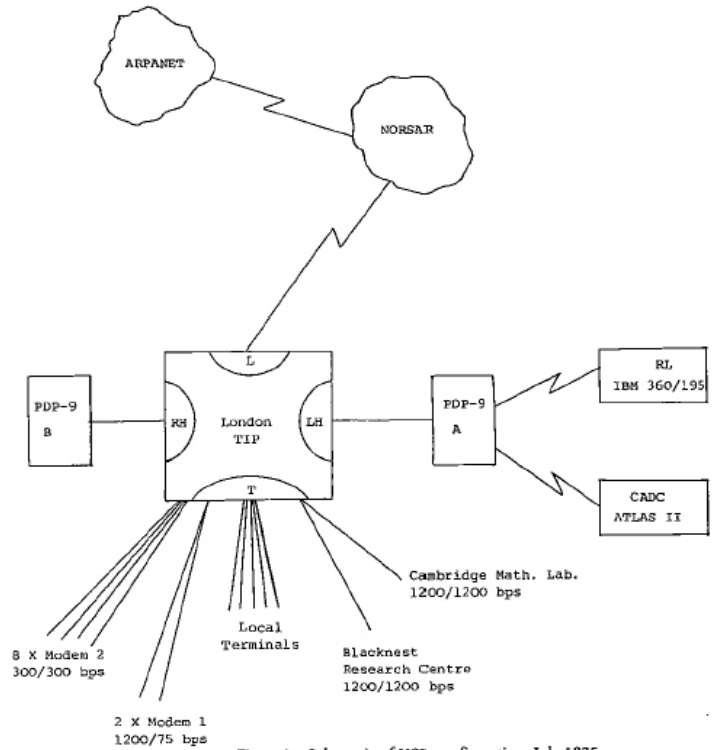 ARPANET
NORSAR
L
PDP-9
B
RH
London
TIP
LH
PDP-9
A
RL
IBM 360/195
CADC
ATLAS II
T
Cambridge Math. Lab.
1200/1200 bps
Local
Terminals
Blacknest
Research Centre
1200/1200 bps
8 X Modem 2
300/300 bps
2 X Modem 1
1200/75 bps